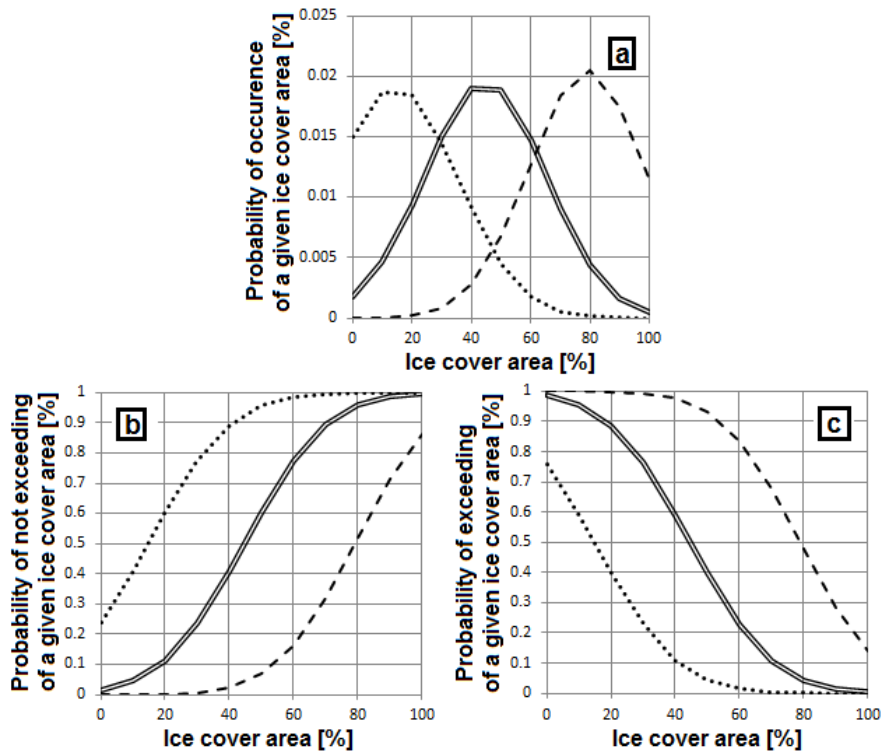 Probability of occurence
of a given ice cover area [%]
0.025
0.02
0.015
0.01
0.005
0
a
0 20 40 60 80 100
Ice cover area [%]
Probability of not exceeding
of a given ice cover area [%]
1
0.9
0.8
0.7
0.6
0.5
0.4
0.3
0.2
0.1
0
b
0 20 40 60 80 100
Ice cover area [%]
Probability of exceeding
of a given ice cover area [%]
1
0.9
0.8
0.7
0.6
0.5
0.4
0.3
0.2
0.1
0
c
0 20 40 60 80 100
Ice cover area [%]